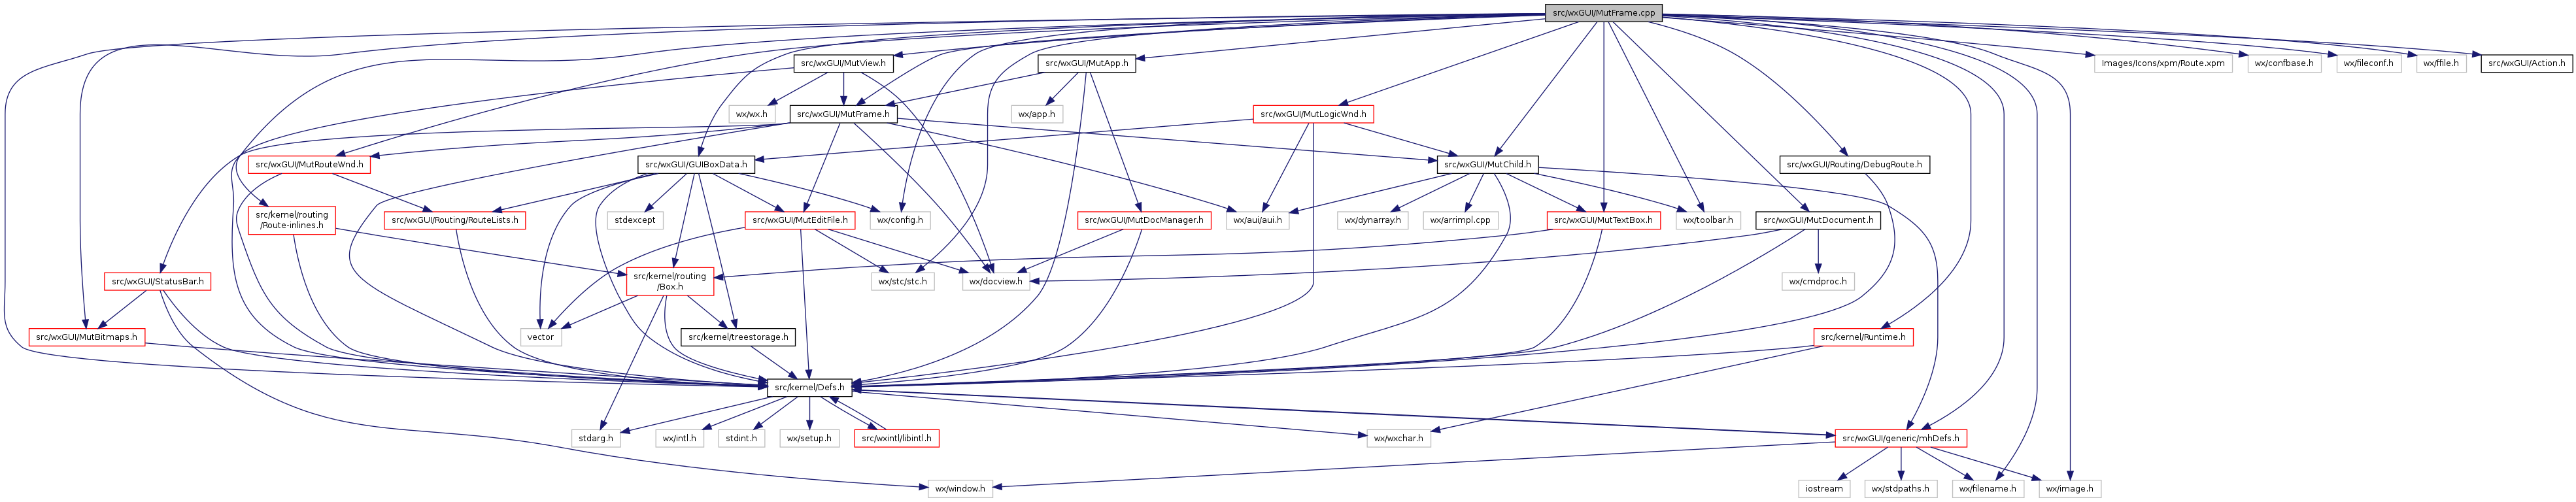 src/wxGUI/MutFrame.cpp
src/wxGUI/MutView.h
src/wxGUI/MutApp.h
Images/Icons/xpm/Route.xpm
wx/confbase.h
wx/fileconf.h
wx/ffile.h
src/wxGUI/Action.h
wx/wx.h
src/wxGUI/MutFrame.h
wx/app.h
src/wxGUI/MutLogicWnd.h
src/wxGUI/MutRouteWnd.h
src/wxGUI/GUIBoxData.h
src/wxGUI/MutChild.h
src/wxGUI/Routing/DebugRoute.h
src/kernel/routing
/Route-inlines.h
src/wxGUI/Routing/RouteLists.h
stdexcept
src/wxGUI/MutEditFile.h
wx/config.h
src/wxGUI/MutDocManager.h
wx/aui/aui.h
wx/dynarray.h
wx/arrimpl.cpp
src/wxGUI/MutTextBox.h
wx/toolbar.h
src/wxGUI/MutDocument.h
src/wxGUI/StatusBar.h
src/kernel/routing
/Box.h
wx/stc/stc.h
wx/docview.h
wx/cmdproc.h
src/wxGUI/MutBitmaps.h
vector
src/kernel/treestorage.h
src/kernel/Runtime.h
src/kernel/Defs.h
stdarg.h
wx/intl.h
stdint.h
wx/setup.h
src/wxintl/libintl.h
wx/wxchar.h
src/wxGUI/generic/mhDefs.h
wx/window.h
iostream
wx/stdpaths.h
wx/filename.h
wx/image.h